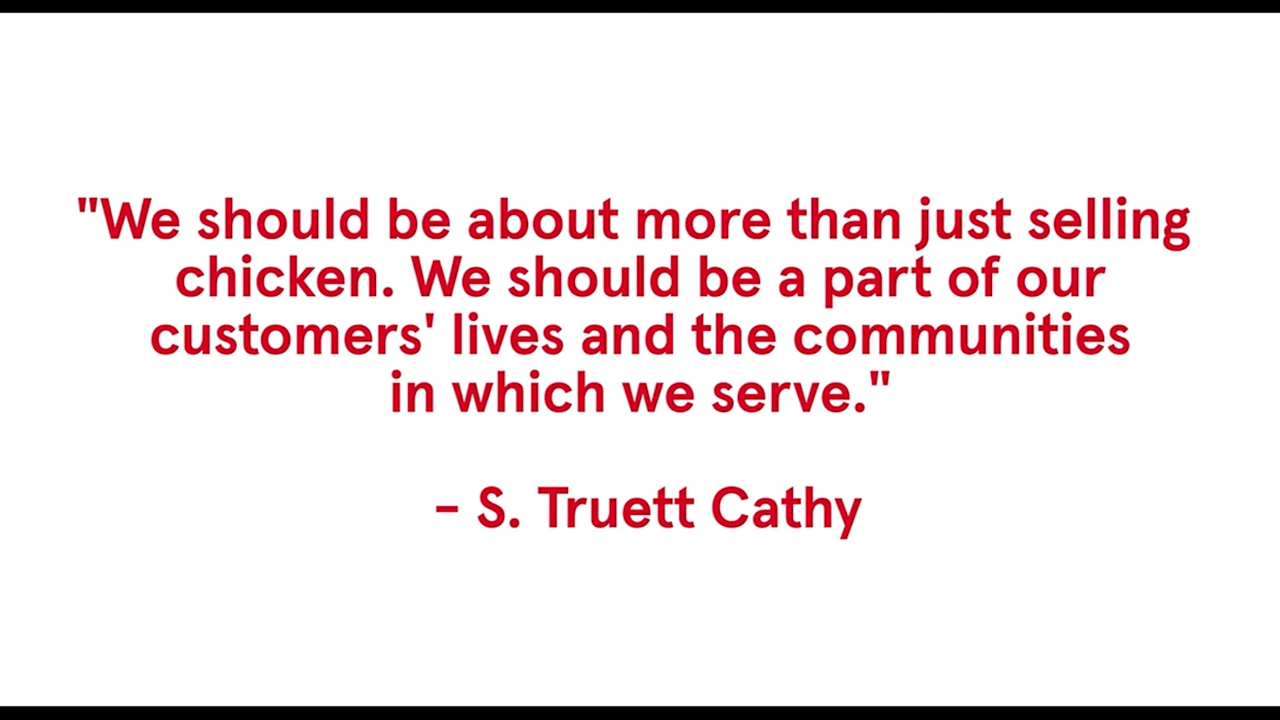 "We should be about more than just selling
chicken. We should be a part of our
customers' lives and the communities
in which we serve."
- S. Truett Cathy